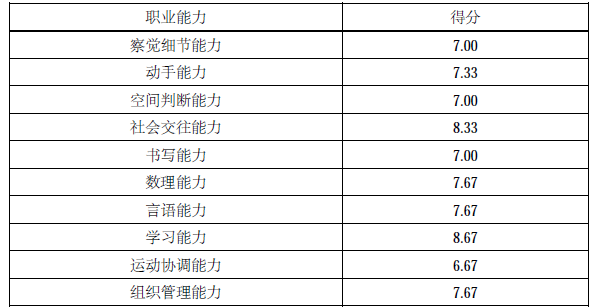 职业能力 得分
察觉细节能力 7.00
动手能力 7.33
空间判断能力 7.00
社会交往能力 8.33
书写能力 7.00
数理能力 7.67
言语能力 7.67
学习能力 8.67
运动协调能力 6.67
组织管理能力 7.67